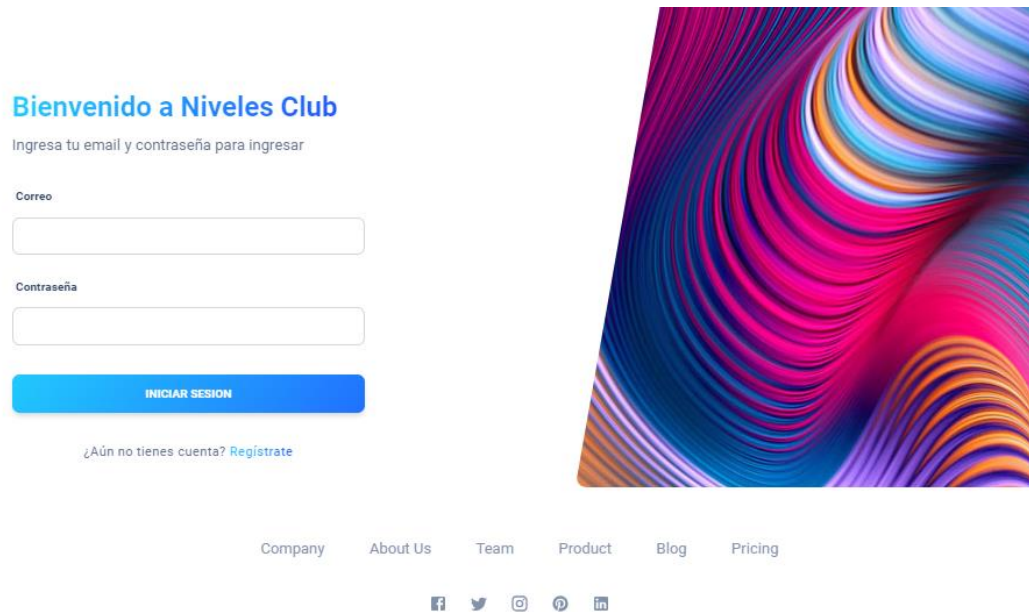 Bienvenido a Niveles Club
Ingresa tu email y contraseña para ingresar
Correo
Contraseña
INICIAR SESION
¿Aún no tienes cuenta? Regístrate
Company About Us Team Product Blog Pricing